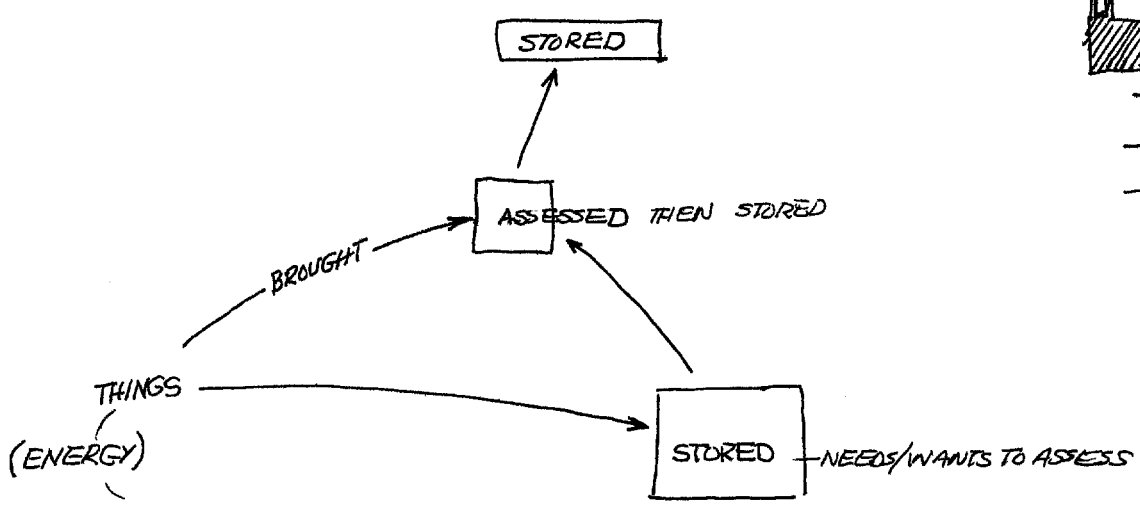 STORED
ASSESSED THEN STORED
BROUGHT
THINGS
(ENERGY)
STORED
NEEDS/WANTS TO ASSESS